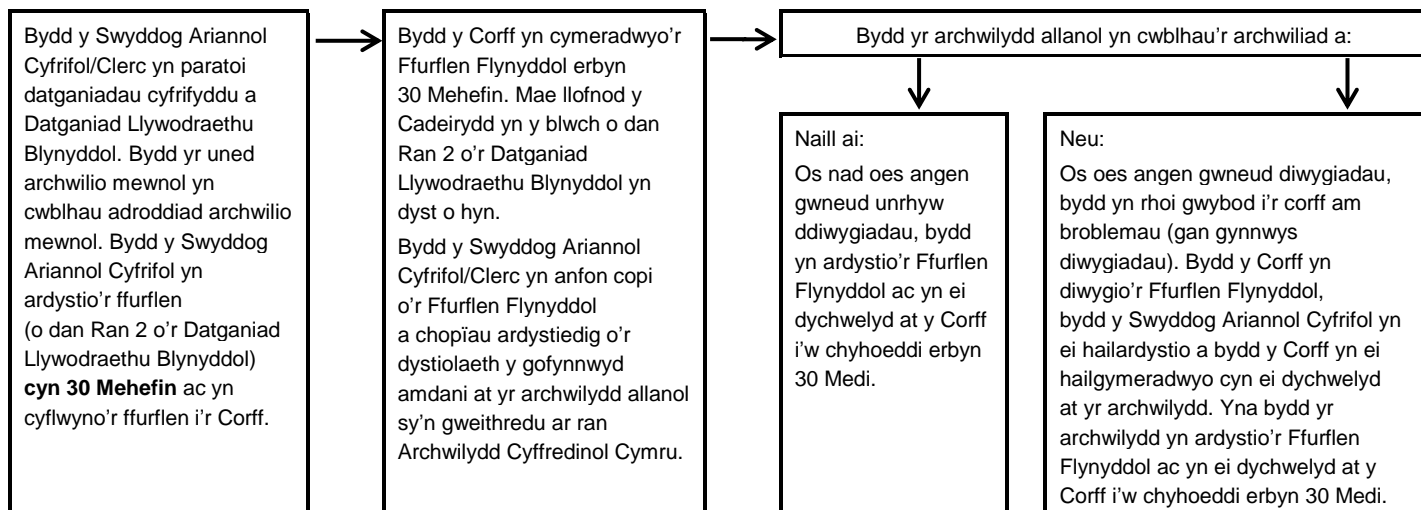 Bydd y Swyddog Ariannol
Cyfrifol/Clerc yn paratoi
datganiadau cyfrifyddu a
Datganiad Llywodraethu
Blynyddol. Bydd yr uned
archwilio mewnol yn
cwblhau adroddiad archwilio
mewnol. Bydd y Swyddog
Ariannol Cyfrifol yn
ardystio’r ffurflen
(o dan Ran 2 o’r Datganiad
Llywodraethu Blynyddol)
cyn 30 Mehefin ac yn
cyflwyno’r ffurflen i’r Corff.
Bydd y Corff yn cymeradwyo’r
Ffurflen Flynyddol erbyn
30 Mehefin. Mae llofnod y
Cadeirydd yn y blwch o dan
Ran 2 o’r Datganiad
Llywodraethu Blynyddol yn
dyst o hyn.
Bydd y Swyddog Ariannol
Cyfrifol/Clerc yn anfon copi
o’r Ffurflen Flynyddol
a chopïau ardystiedig o’r
dystiolaeth y gofynnwyd
amdani at yr archwilydd allanol
sy’n gweithredu ar ran
Archwilydd Cyffredinol Cymru.
Bydd yr archwilydd allanol yn cwblhau'r archwiliad a:
Naill ai:
Os nad oes angen
gwneud unrhyw
ddiwygiadau, bydd
yn ardystio’r Ffurflen
Flynyddol ac yn ei
dychwelyd at y Corff
i’w chyhoeddi erbyn
30 Medi.
Neu:
Os oes angen gwneud diwygiadau,
bydd yn rhoi gwybod i’r corff am
broblemau (gan gynnwys
diwygiadau). Bydd y Corff yn
diwygio’r Ffurflen Flynyddol,
bydd y Swyddog Ariannol Cyfrifol yn
ei hailardystio a bydd y Corff yn ei
hailgymeradwyo cyn ei dychwelyd
at yr archwilydd. Yna bydd yr
archwilydd yn ardystio’r Ffurflen
Flynyddol ac yn ei dychwelyd at y
Corff i’w chyhoeddi erbyn 30 Medi.